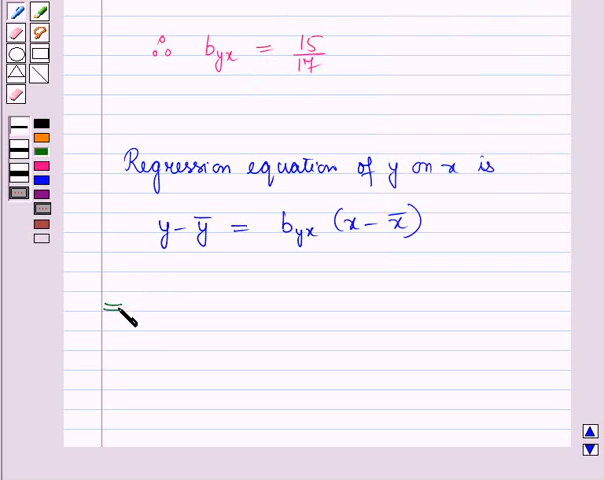 ∴ byx = 15/17
Regression equation of y on x is
y - ȳ = byx (x - x̄)
=